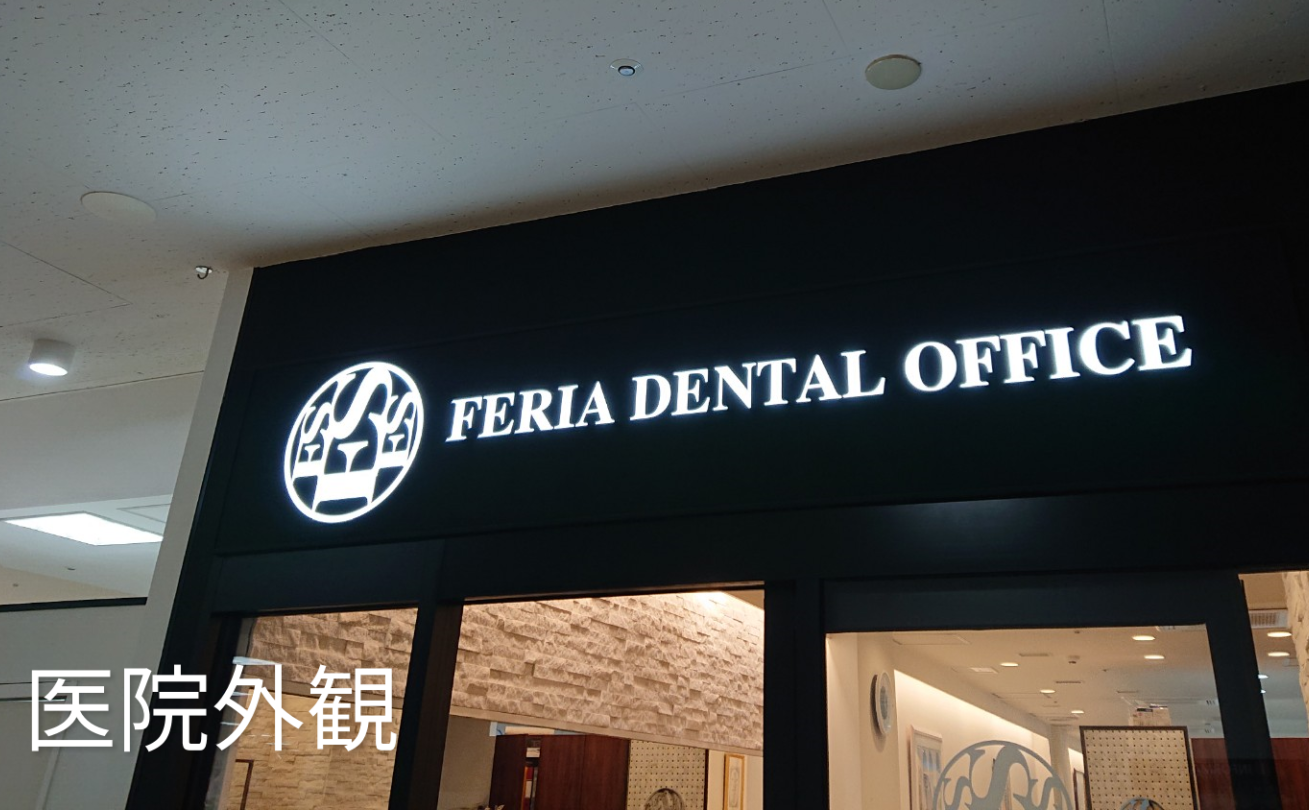 FERIA DENTAL OFFICE
医院外観